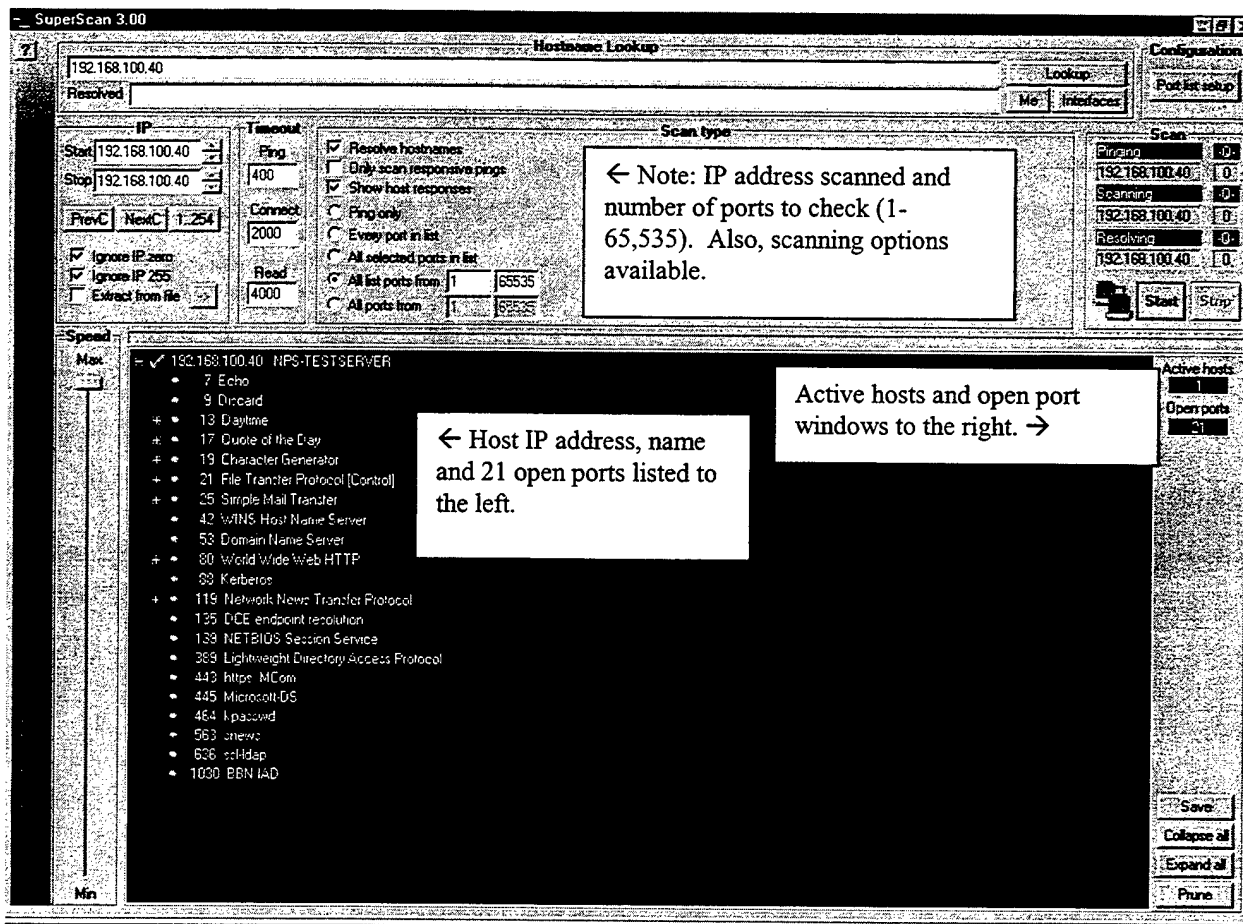 SuperScan 3.00
?
Hostname Lookup
Configuration
192.168.100.40
Lookup
Port list setup
Resolved
Me
Interfaces
IP
Timeout
Scan type
Scan
Start 192.168.100.40
Stop 192.168.100.40
PrevC
NextC
1..254
Ignore IP zero
Ignore IP 255
Extract from file
->
Ping
400
Connect
2000
Read
4000
Resolve hostnames
Only scan responsive pings
Show host responses
Ping only
Every port in list
All selected ports in list
All list ports from 1 65535
All ports from 1 65535
← Note: IP address scanned and
number of ports to check (1-
65,535). Also, scanning options
available.
Pinging -0-
192.168.100.40 0
Scanning -0-
192.168.100.40 0
Resolving -0-
192.168.100.40 0
Start
Stop
Speed
Max
Min
192.168.100.40 NPS-TESTSERVER
7 Echo
9 Discard
13 Daytime
17 Quote of the Day
19 Character Generator
21 File Transfer Protocol [Control]
25 Simple Mail Transfer
42 WINS Host Name Server
53 Domain Name Server
80 World Wide Web HTTP
88 Kerberos
119 Network News Transfer Protocol
135 DCE endpoint resolution
139 NETBIOS Session Service
389 Lightweight Directory Access Protocol
443 https MCom
445 Microsoft-DS
464 kpasswd
563 snews
636 ssl-ldap
1030 BBN IAD
← Host IP address, name
and 21 open ports listed to
the left.
Active hosts and open port
windows to the right. →
Active hosts
1
Open ports
21
Save
Collapse all
Expand all
Prune